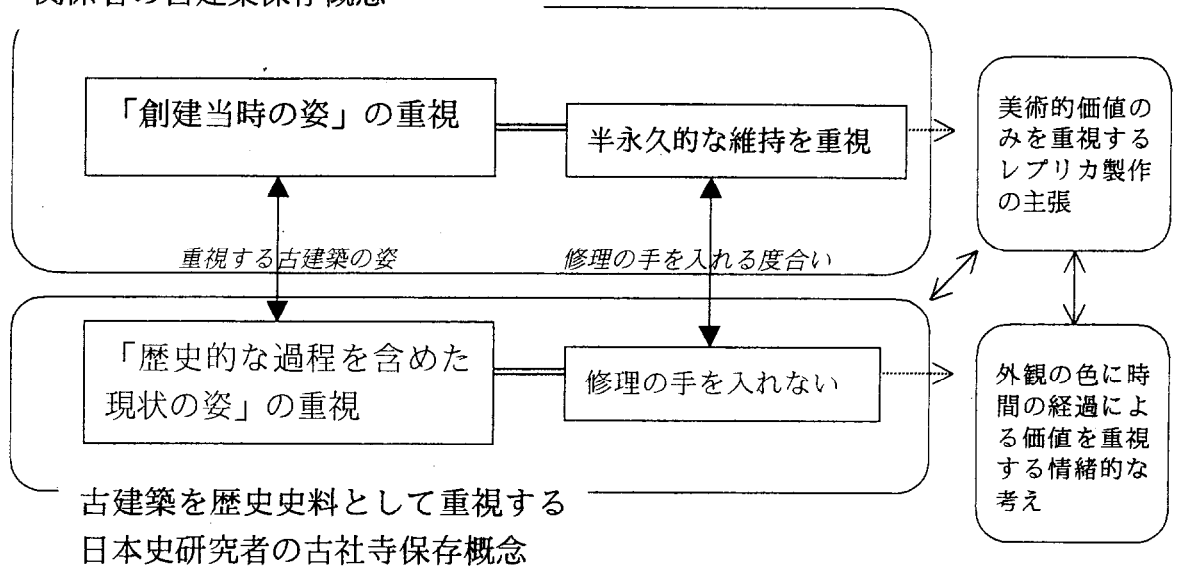 関係者の古建築保存概念
「創建当時の姿」の重視
半永久的な維持を重視
美術的価値の
みを重視する
レプリカ製作
の主張
重視する古建築の姿
修理の手を入れる度合い
「歴史的な過程を含めた
現状の姿」の重視
修理の手を入れない
外観の色に時
間の経過によ
る価値を重視
する情緒的な
考え
古建築を歴史史料として重視する
日本史研究者の古社寺保存概念